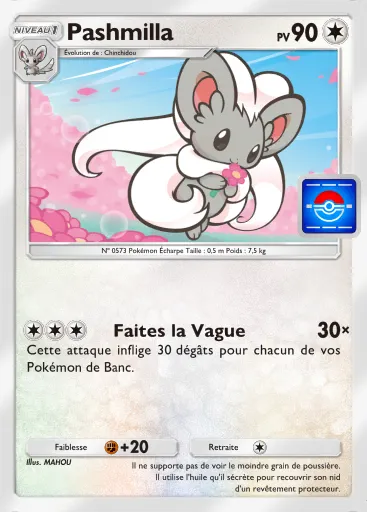 NIVEAU 1
Pashmilla
PV 90
Évolution de : Chinchidou
N° 0573 Pokémon Écharpe Taille : 0,5 m Poids : 7,5 kg
Faites la Vague 30×
Cette attaque inflige 30 dégâts pour chacun de vos
Pokémon de Banc.
Faiblesse +20 Retraite
Illus. MAHOU
Il ne supporte pas de voir le moindre grain de poussière.
Il utilise l'huile qu'il sécrète pour recouvrir son nid
d'un revêtement protecteur.